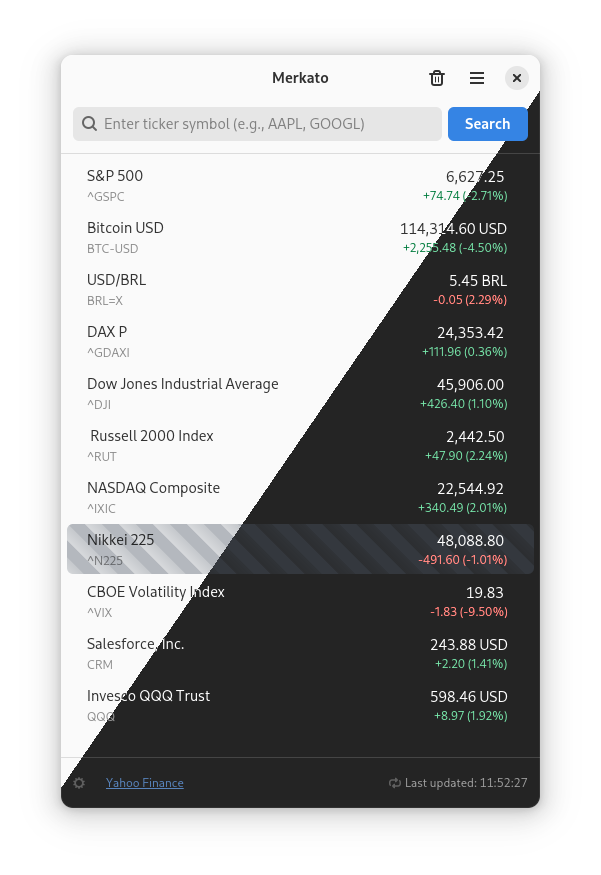 Merkato
Enter ticker symbol (e.g., AAPL, GOOGL)
Search
S&P 500
6,627.25
^GSPC
+74.74 (-2.71%)
Bitcoin USD
114,314.60 USD
BTC-USD
+2,255.48 (-4.50%)
USD/BRL
5.45 BRL
BRL=X
-0.05 (2.29%)
DAX P
24,353.42
^GDAXI
+111.96 (0.36%)
Dow Jones Industrial Average
45,906.00
^DJI
+426.40 (1.10%)
Russell 2000 Index
2,442.50
^RUT
+47.90 (2.24%)
NASDAQ Composite
22,544.92
^IXIC
+340.49 (2.01%)
Nikkei 225
48,088.80
^N225
-491.60 (-1.01%)
CBOE Volatility Index
19.83
^VIX
-1.83 (-9.50%)
Salesforce, Inc.
243.88 USD
CRM
+2.20 (1.41%)
Invesco QQQ Trust
598.46 USD
QQQ
+8.97 (1.92%)
Yahoo Finance
Last updated: 11:52:27